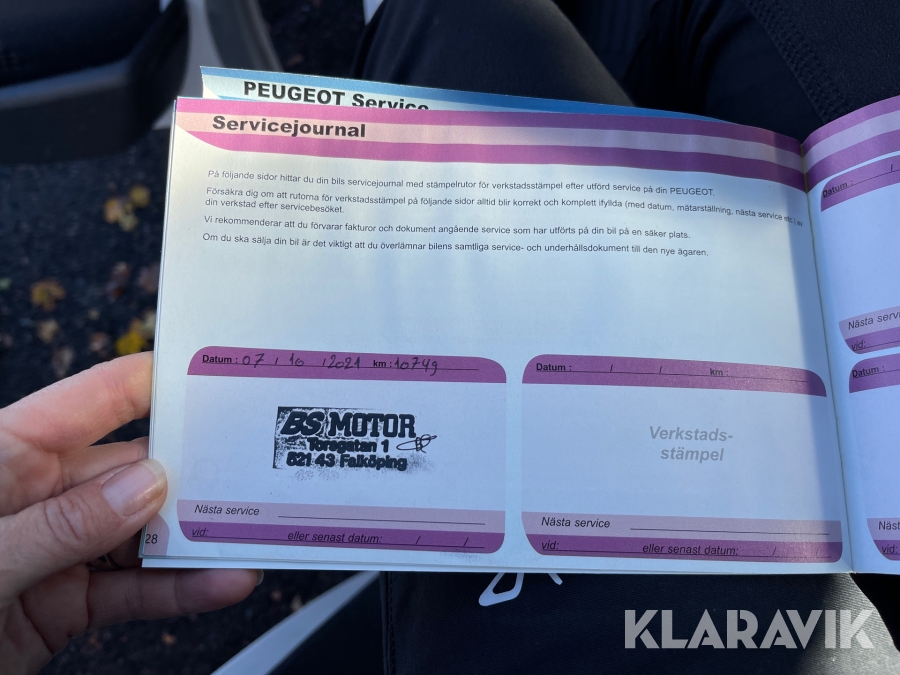 PEUGEOT Service
Servicejournal
På följande sidor hittar du din bils servicejournal med stämpelrutor för verkstadsstämpel efter utförd service på din PEUGEOT.
Försäkra dig om att rutorna för verkstadsstämpel på följande sidor alltid blir korrekt och komplett ifyllda (med datum, mätarställning, nästa service etc.) av
din verkstad efter servicebesöket.
Vi rekommenderar att du förvarar fakturor och dokument angående service som har utförts på din bil på en säker plats.
Om du ska sälja din bil är det viktigt att du överlämnar bilens samtliga service- och underhållsdokument till den nye ägaren.
Datum : 07 / 10 / 2021 km : 10749
BS MOTOR
Torsgatan 1
521 43 Falköping
Nästa service
vid: eller senast datum: / /
28
Datum : / / km :
Verkstads-
stämpel
Nästa service
vid: eller senast datum: / /
Datum : /
Nästa serv
vid:
Datum :
Näst
vid:
KLARAVIK